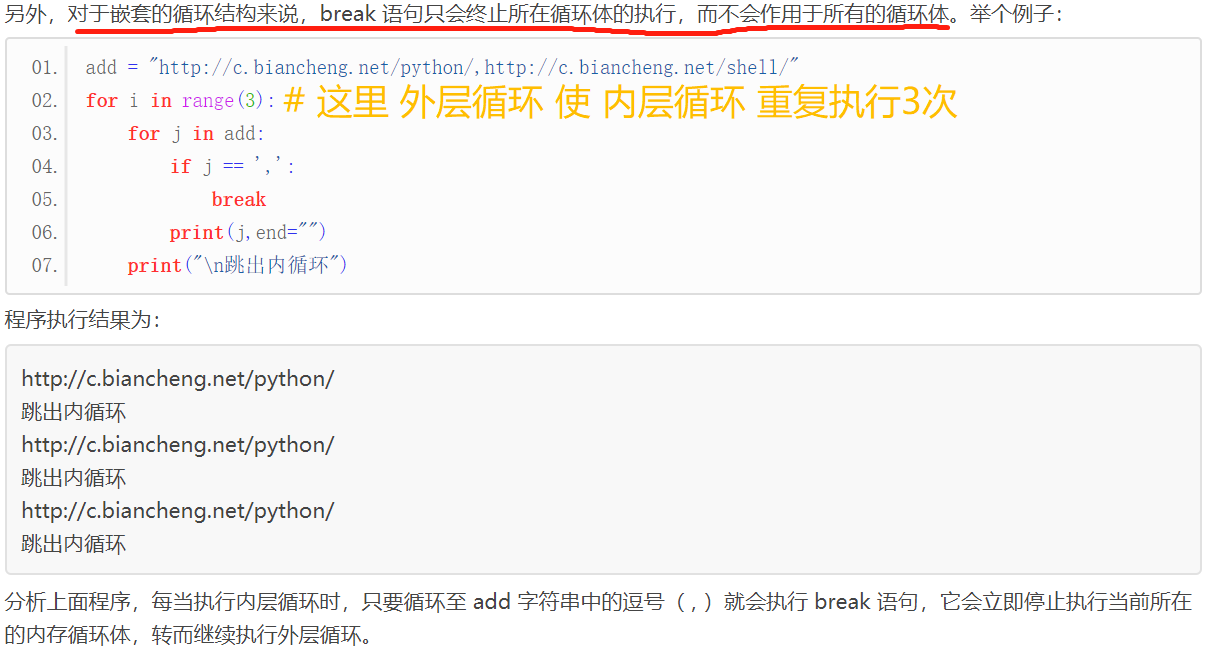 另外，对于嵌套的循环结构来说，break 语句只会终止所在循环体的执行，而不会作用于所有的循环体。举个例子：
01. add = "http://c.biancheng.net/python/,http://c.biancheng.net/shell/"
02. for i in range(3): # 这里 外层循环 使 内层循环 重复执行3次
03. for j in add:
04. if j == ',':
05. break
06. print(j,end="")
07. print("\n跳出内循环")
程序执行结果为：
http://c.biancheng.net/python/
跳出内循环
http://c.biancheng.net/python/
跳出内循环
http://c.biancheng.net/python/
跳出内循环
分析上面程序，每当执行内层循环时，只要循环至 add 字符串中的逗号（ , ）就会执行 break 语句，它会立即停止执行当前所在
的内存循环体，转而继续执行外层循环。